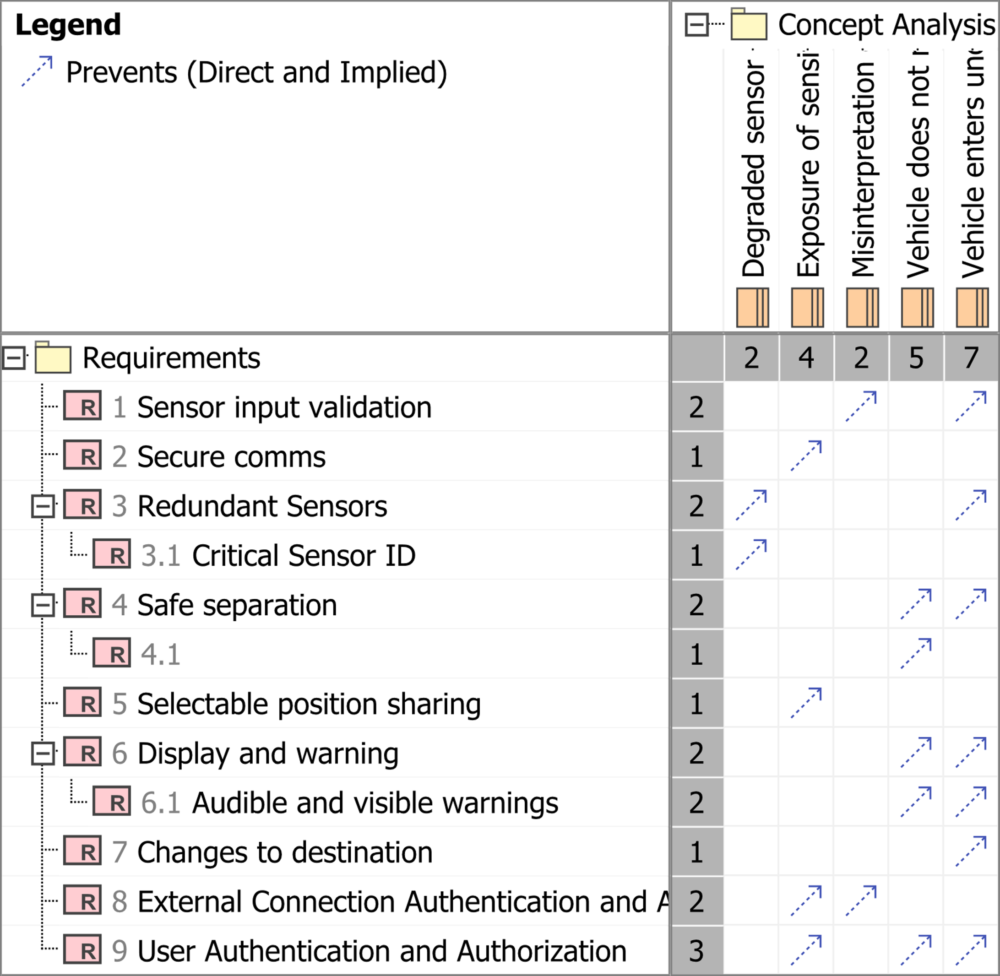 Legend
Prevents (Direct and Implied)
Concept Analysis
Degraded sensor
Exposure of
Misinterpretation
Vehicle does not
Vehicle enters
Requirements 2 4 2 5 7
R 1 Sensor input validation 2
R 2 Secure comms 1
R 3 Redundant Sensors 2
R 3.1 Critical Sensor ID 1
R 4 Safe separation 2
R 4.1 1
R 5 Selectable position sharing 1
R 6 Display and warning 2
R 6.1 Audible and visible warnings 2
R 7 Changes to destination 1
R 8 External Connection Authentication and 2
R 9 User Authentication and Authorization 3